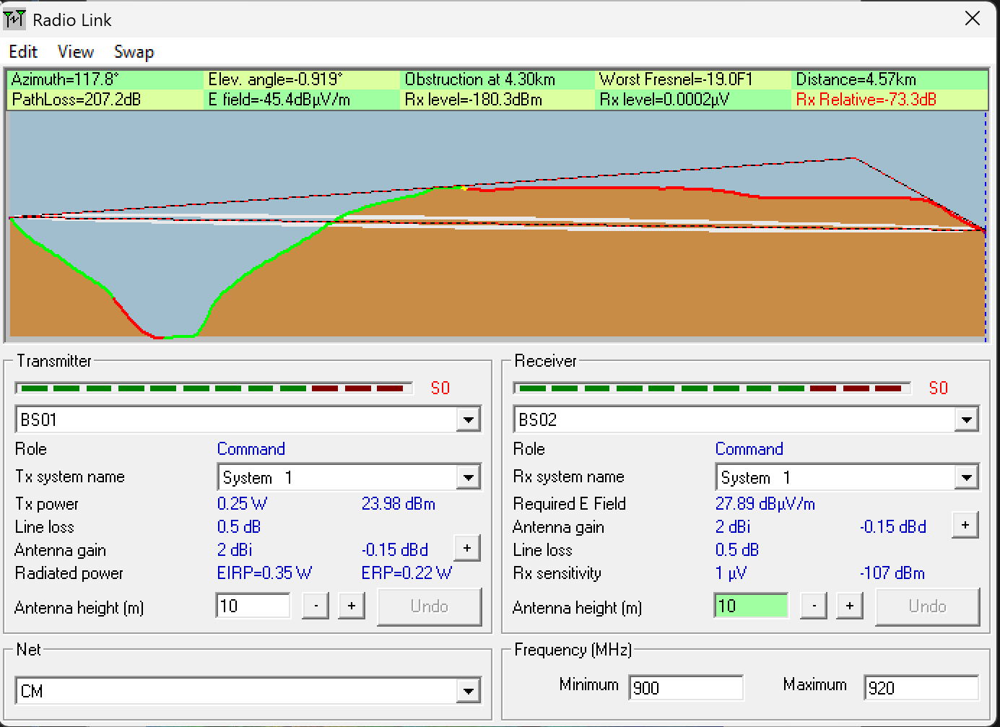 Radio Link
Edit View Swap
Azimuth=117.8° Elev. angle=-0.919° Obstruction at 4.30km Worst Fresnel=-19.0F1 Distance=4.57km
PathLoss=207.2dB E field=-45.4dBμV/m Rx level=-180.3dBm Rx level=0.0002μV Rx Relative=-73.3dB
Transmitter
S0
BS01
Role Command
Tx system name System 1
Tx power 0.25 W 23.98 dBm
Line loss 0.5 dB
Antenna gain 2 dBi -0.15 dBd +
Radiated power EIRP=0.35 W ERP=0.22 W
Antenna height (m) 10 - + Undo
Receiver
S0
BS02
Role Command
Rx system name System 1
Required E Field 27.89 dBμV/m
Antenna gain 2 dBi -0.15 dBd +
Line loss 0.5 dB
Rx sensitivity 1 μV -107 dBm
Antenna height (m) 10 - + Undo
Net
CM
Frequency (MHz)
Minimum 900 Maximum 920